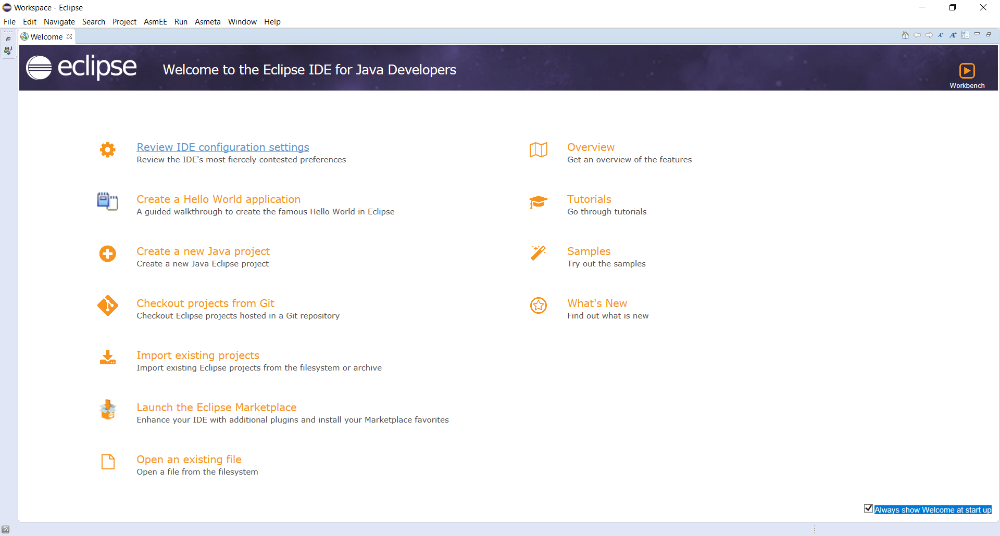 Workspace - Eclipse
File Edit Navigate Search Project AsmEE Run Asmeta Window Help
Welcome
eclipse Welcome to the Eclipse IDE for Java Developers
Workbench
Review IDE configuration settings
Review the IDE's most fiercely contested preferences
Create a Hello World application
A guided walkthrough to create the famous Hello World in Eclipse
Create a new Java project
Create a new Java Eclipse project
Checkout projects from Git
Checkout Eclipse projects hosted in a Git repository
Import existing projects
Import existing Eclipse projects from the filesystem or archive
Launch the Eclipse Marketplace
Enhance your IDE with additional plugins and install your Marketplace favorites
Open an existing file
Open a file from the filesystem
Overview
Get an overview of the features
Tutorials
Go through tutorials
Samples
Try out the samples
What's New
Find out what is new
Always show Welcome at start up